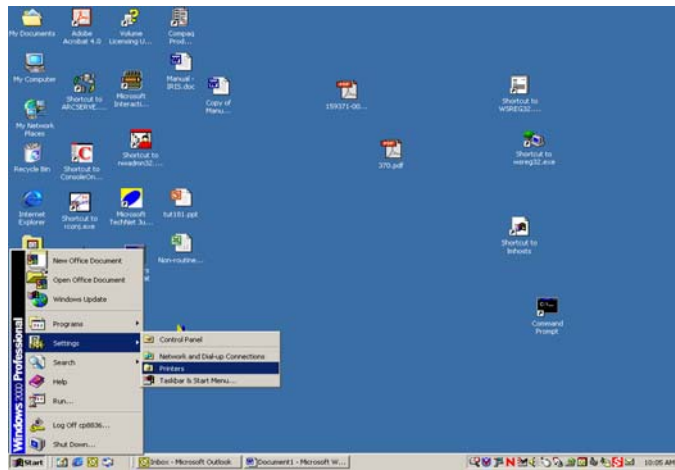 My Documents
Adobe
Acrobat 4.0
Volume
Licensing U...
Compaq
Prod...
My Computer
Shortcut to
ARCSERVE...
Microsoft
Interacti...
Manual -
IRIS.doc
Copy of
Manu...
159371-00...
Shortcut to
WSREG32...
My Network
Places
Recycle Bin
Shortcut to
ConsoleOn...
Shortcut to
nwadmn32...
370.pdf
Shortcut to
wsreg32.exe
Internet
Explorer
Shortcut to
rconj.exe
Microsoft
TechNet Ju...
tut181.ppt
Non-routine...
Shortcut to
lmhosts
Command
Prompt
Windows 2000 Professional
New Office Document
Open Office Document
Windows Update
Programs
Settings
Search
Help
Run...
Log Off cp8836...
Shut Down...
Control Panel
Network and Dial-up Connections
Printers
Taskbar & Start Menu...
Start
Inbox - Microsoft Outlook
Document1 - Microsoft W...
10:05 AM